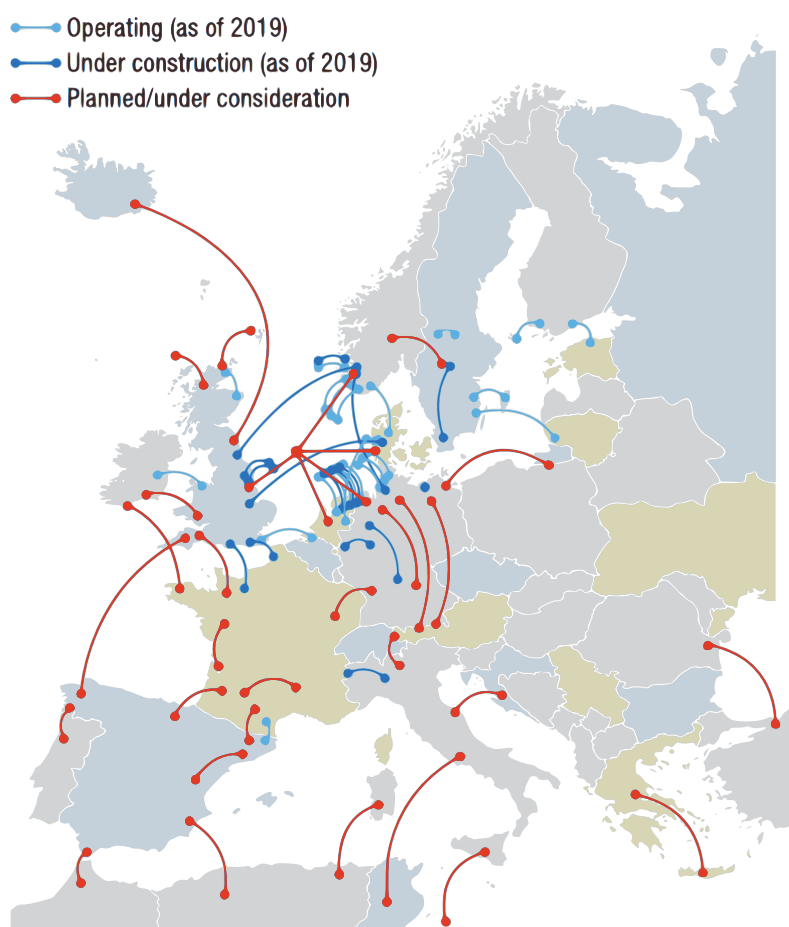 Operating (as of 2019)
Under construction (as of 2019)
Planned/under consideration